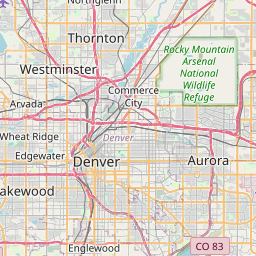 Northglenn
Thornton
Rocky Mountain
Arsenal
National
Wildlife
Refuge
Westminster
Commerce
City
Arvada
Wheat Ridge
Denver
Edgewater
Denver
Aurora
Lakewood
Englewood
CO 83